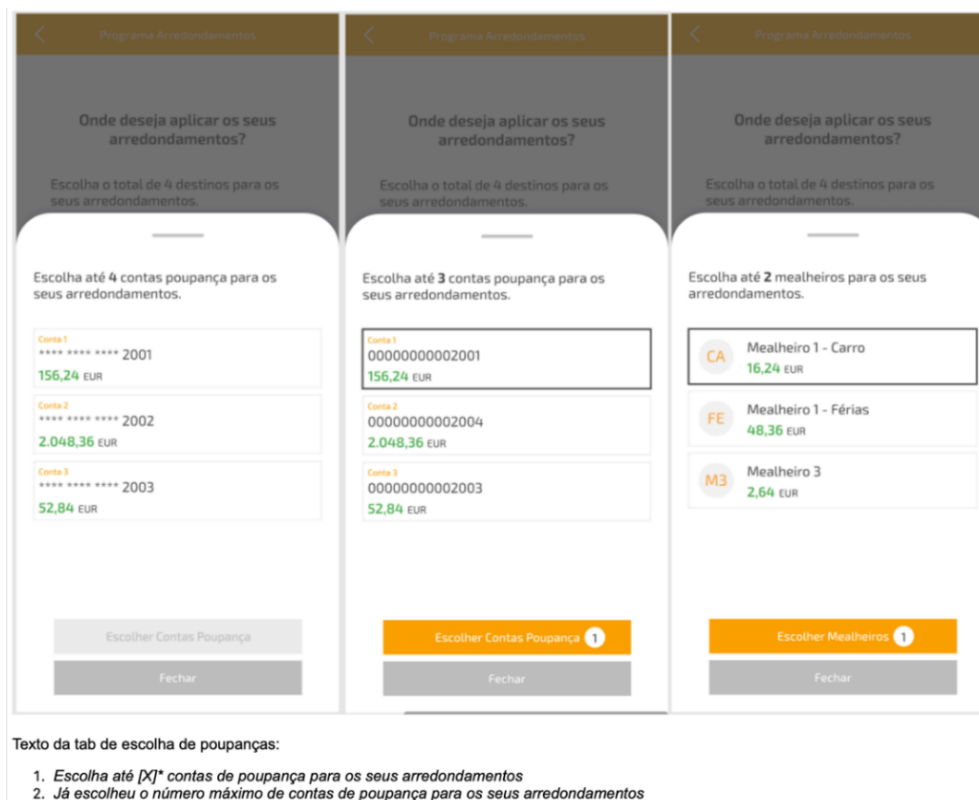 Programa Arredondamentos
Onde deseja aplicar os seus
arredondamentos?
Escolha o total de 4 destinos para os
seus arredondamentos.
Escolha até 4 contas poupança para os
seus arredondamentos.
Conta 1
**** **** **** 2001
156,24 EUR
Conta 2
**** **** **** 2002
2.048,36 EUR
Conta 3
**** **** **** 2003
52,84 EUR
Escolher Contas Poupança
Fechar
Programa Arredondamentos
Onde deseja aplicar os seus
arredondamentos?
Escolha o total de 4 destinos para os
seus arredondamentos.
Escolha até 3 contas poupança para os
seus arredondamentos.
Conta 1
00000000002001
156,24 EUR
Conta 2
00000000002004
2.048,36 EUR
Conta 3
00000000002003
52,84 EUR
Escolher Contas Poupança 1
Fechar
Programa Arredondamentos
Onde deseja aplicar os seus
arredondamentos?
Escolha o total de 4 destinos para os
seus arredondamentos.
Escolha até 2 mealheiros para os seus
arredondamentos.
CA Mealheiro 1 - Carro
16,24 EUR
FE Mealheiro 1 - Férias
48,36 EUR
M3 Mealheiro 3
2,64 EUR
Escolher Mealheiros 1
Fechar
Texto da tab de escolha de poupanças:
1. Escolha até [X]* contas de poupança para os seus arredondamentos
2. Já escolheu o número máximo de contas de poupança para os seus arredondamentos